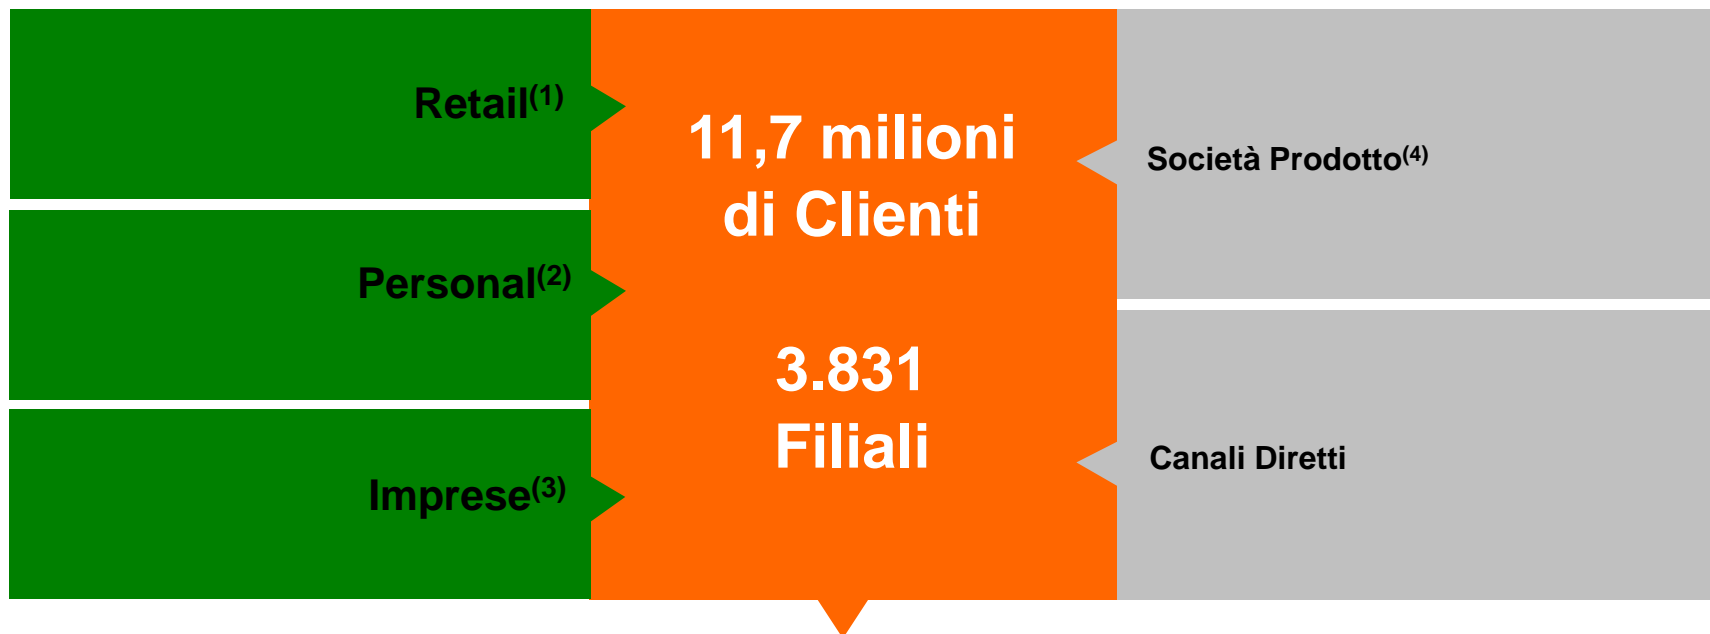 Retail(1)
Personal(2)
Imprese(3)
11,7 milioni
di Clienti
3.831
Filiali
Società Prodotto(4)
Canali Diretti